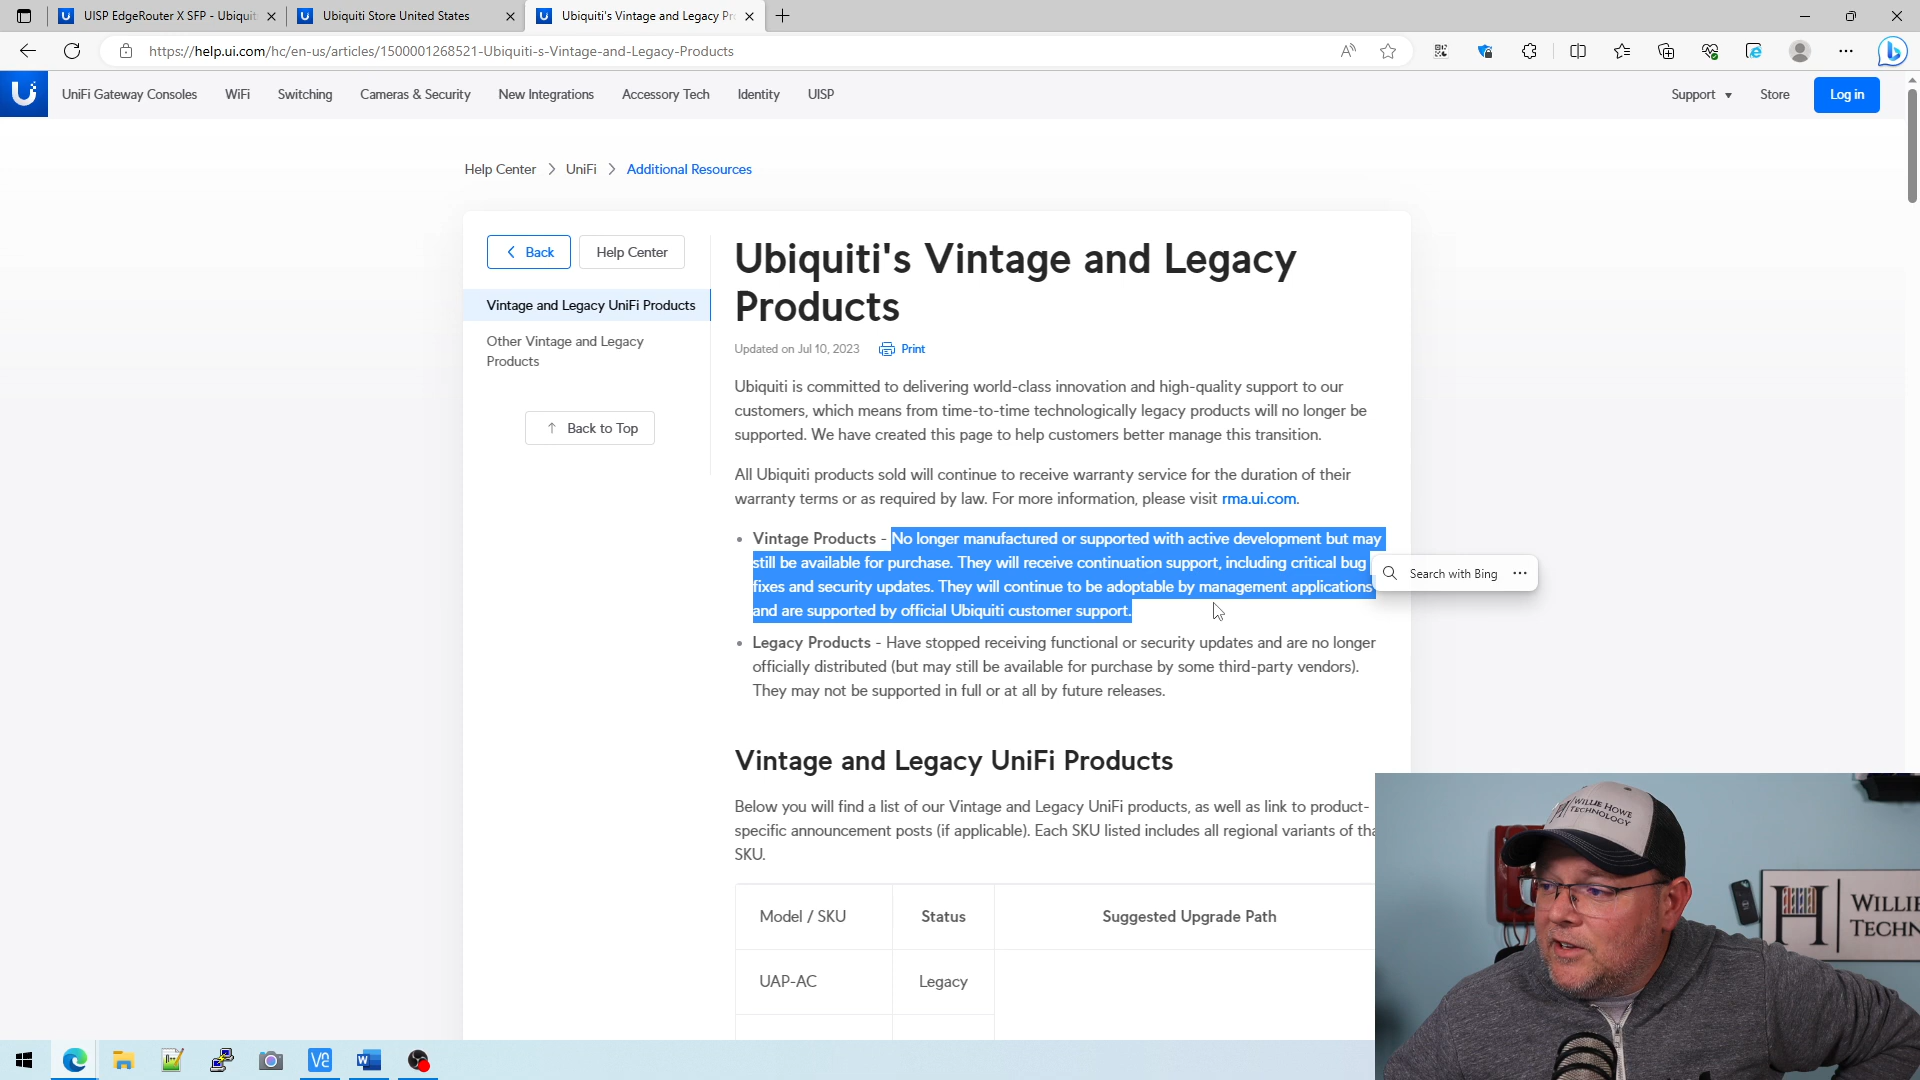 UISP EdgeRouter X SFP - Ubiquit
Ubiquiti Store United States
Ubiquiti's Vintage and Legacy Pr
https://help.ui.com/hc/en-us/articles/1500001268521-Ubiquiti-s-Vintage-and-Legacy-Products
UniFi Gateway Consoles
WiFi
Switching
Cameras & Security
New Integrations
Accessory Tech
Identity
UISP
Support
Store
Log in
Help Center > UniFi > Additional Resources
Back
Help Center
Vintage and Legacy UniFi Products
Other Vintage and Legacy
Products
Back to Top
Ubiquiti's Vintage and Legacy
Products
Updated on Jul 10, 2023
Print
Ubiquiti is committed to delivering world-class innovation and high-quality support to our
customers, which means from time-to-time technologically legacy products will no longer be
supported. We have created this page to help customers better manage this transition.
All Ubiquiti products sold will continue to receive warranty service for the duration of their
warranty terms or as required by law. For more information, please visit rma.ui.com.
• Vintage Products - No longer manufactured or supported with active development but may
still be available for purchase. They will receive continuation support, including critical bug
fixes and security updates. They will continue to be adoptable by management applications
and are supported by official Ubiquiti customer support.
Search with Bing
• Legacy Products - Have stopped receiving functional or security updates and are no longer
officially distributed (but may still be available for purchase by some third-party vendors).
They may not be supported in full or at all by future releases.
Vintage and Legacy UniFi Products
Below you will find a list of our Vintage and Legacy UniFi products, as well as link to product-
specific announcement posts (if applicable). Each SKU listed includes all regional variants of tha
SKU.
Model / SKU
Status
Suggested Upgrade Path
UAP-AC
Legacy
WILLIE HOWE
TECHNOLOGY
WILLIE
TECHN